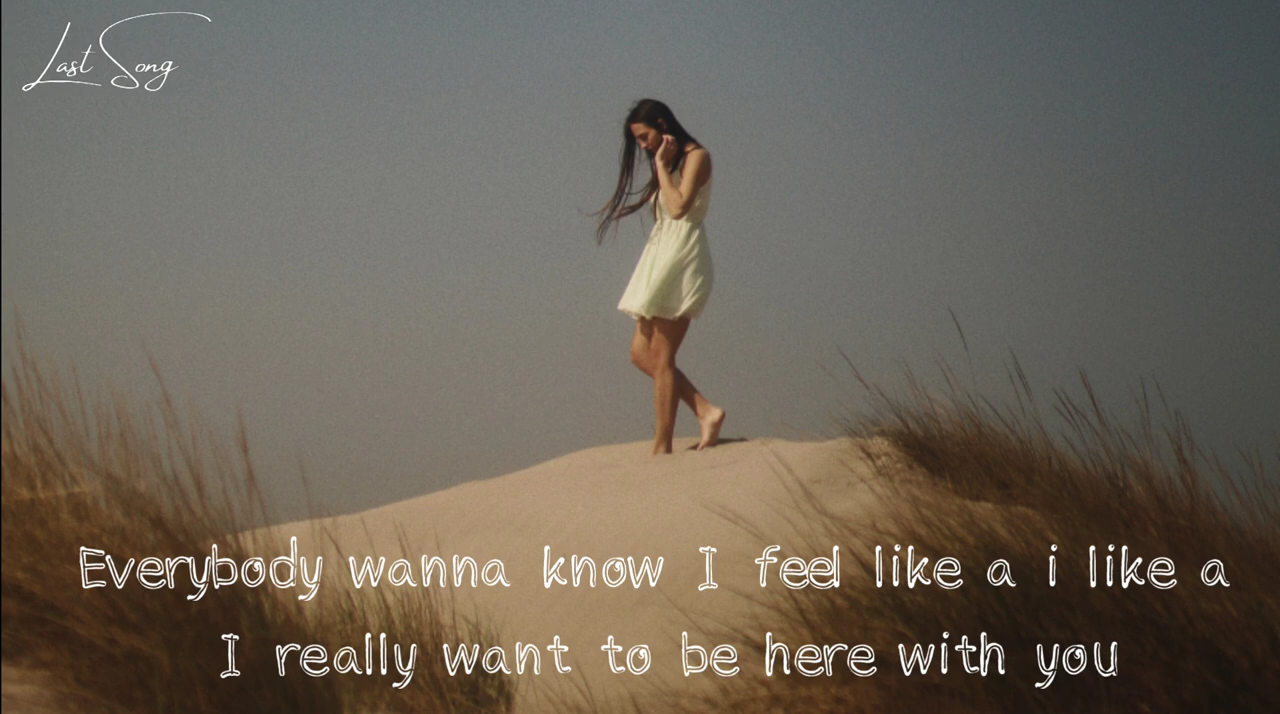 Last Song
Everybody wanna know I feel like a i like a
I really want to be here with you